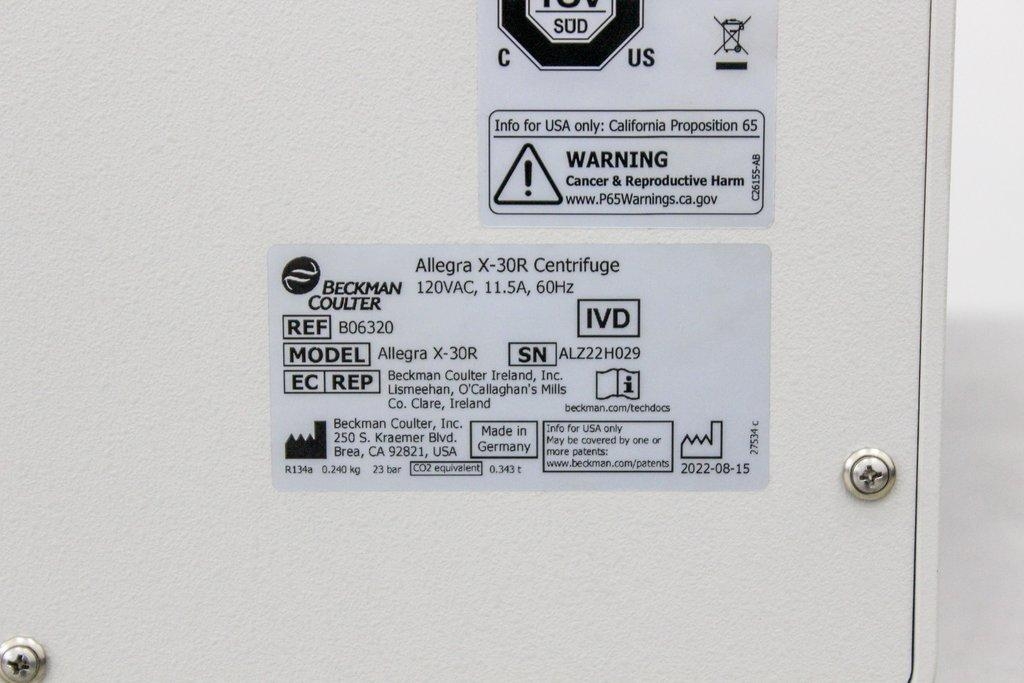 TÜV
SÜD
C US
Info for USA only: California Proposition 65
WARNING
Cancer & Reproductive Harm
www.P65Warnings.ca.gov
C26155-AB
BECKMAN
COULTER
Allegra X-30R Centrifuge
120VAC, 11.5A, 60Hz
REF B06320
IVD
MODEL Allegra X-30R SN ALZ22H029
EC REP Beckman Coulter Ireland, Inc.
Lismeehan, O'Callaghan's Mills
Co. Clare, Ireland
i
beckman.com/techdocs
Beckman Coulter, Inc.
250 S. Kraemer Blvd.
Brea, CA 92821, USA
Made in
Germany
Info for USA only
May be covered by one or
more patents:
www.beckman.com/patents
2022-08-15
27534 C
R134a 0.240 kg 23 bar CO2 equivalent 0.343 t